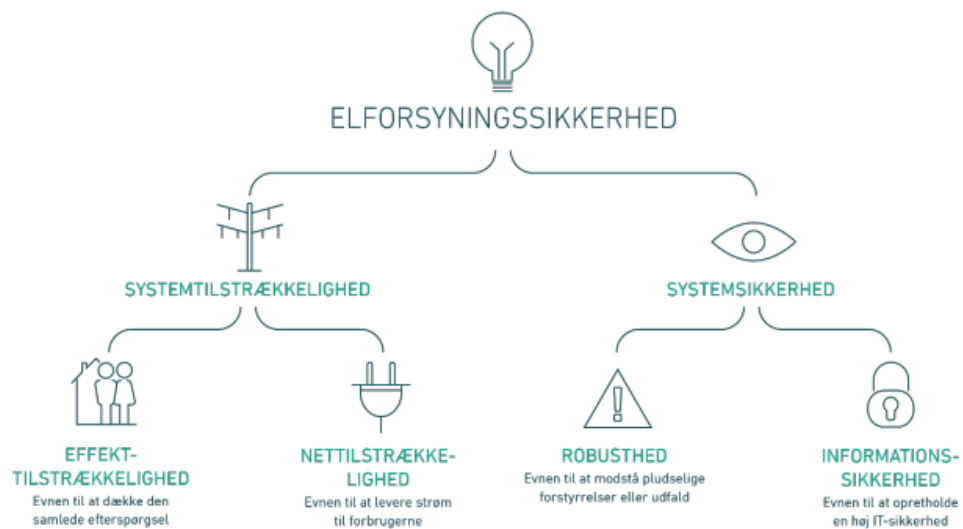 ELFORSYNINGSSIKKERHED
SYSTEMTILSTRÆKKELIGHED
SYSTEMSIKKERHED
EFFEKT-
TILSTRÆKKELIGHED
Evnen til at dække den
samlede efterspørgsel
NETTILSTRÆKKE-
LIGHED
Evnen til at levere strøm
til forbrugerne
ROBUSTHED
Evnen til at modstå pludselige
forstyrrelser eller udfald
INFORMATIONS-
SIKKERHED
Evnen til at opretholde
en høj IT-sikkerhed